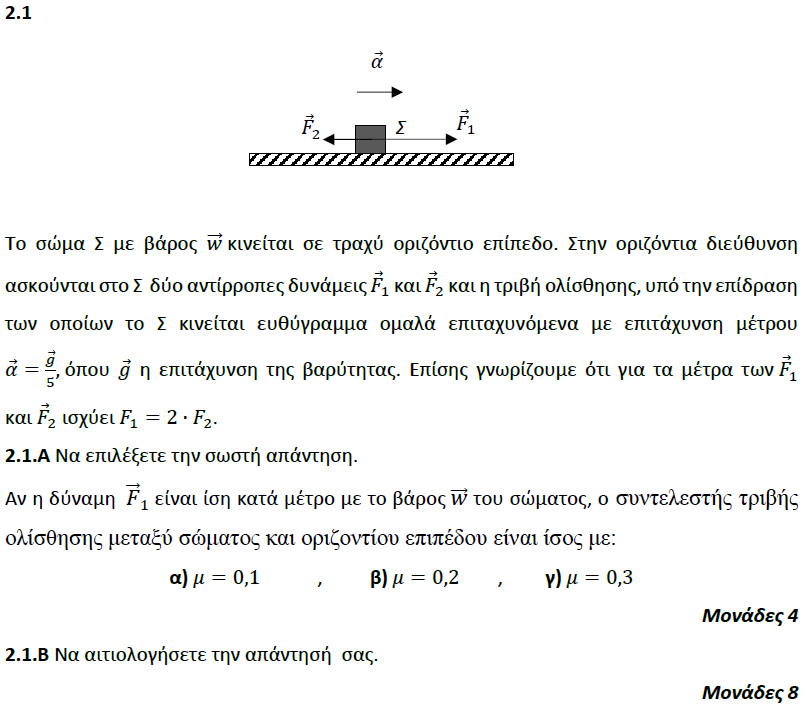 2.1
α⃗
F⃗₂ Σ F⃗₁
Το σώμα Σ με βάρος w⃗ κινείται σε τραχύ οριζόντιο επίπεδο. Στην οριζόντια διεύθυνση
ασκούνται στο Σ δύο αντίρροπες δυνάμεις F⃗₁ και F⃗₂ και η τριβή ολίσθησης, υπό την επίδραση
των οποίων το Σ κινείται ευθύγραμμα ομαλά επιταχυνόμενα με επιτάχυνση μέτρου
α⃗ = g⃗/5, όπου g⃗ η επιτάχυνση της βαρύτητας. Επίσης γνωρίζουμε ότι για τα μέτρα των F⃗₁
και F⃗₂ ισχύει F₁ = 2 · F₂.
2.1.Α Να επιλέξετε την σωστή απάντηση.
Αν η δύναμη F⃗₁ είναι ίση κατά μέτρο με το βάρος w⃗ του σώματος, ο συντελεστής τριβής
ολίσθησης μεταξύ σώματος και οριζοντίου επιπέδου είναι ίσος με:
α) μ = 0,1 , β) μ = 0,2 , γ) μ = 0,3
Μονάδες 4
2.1.Β Να αιτιολογήσετε την απάντησή σας.
Μονάδες 8